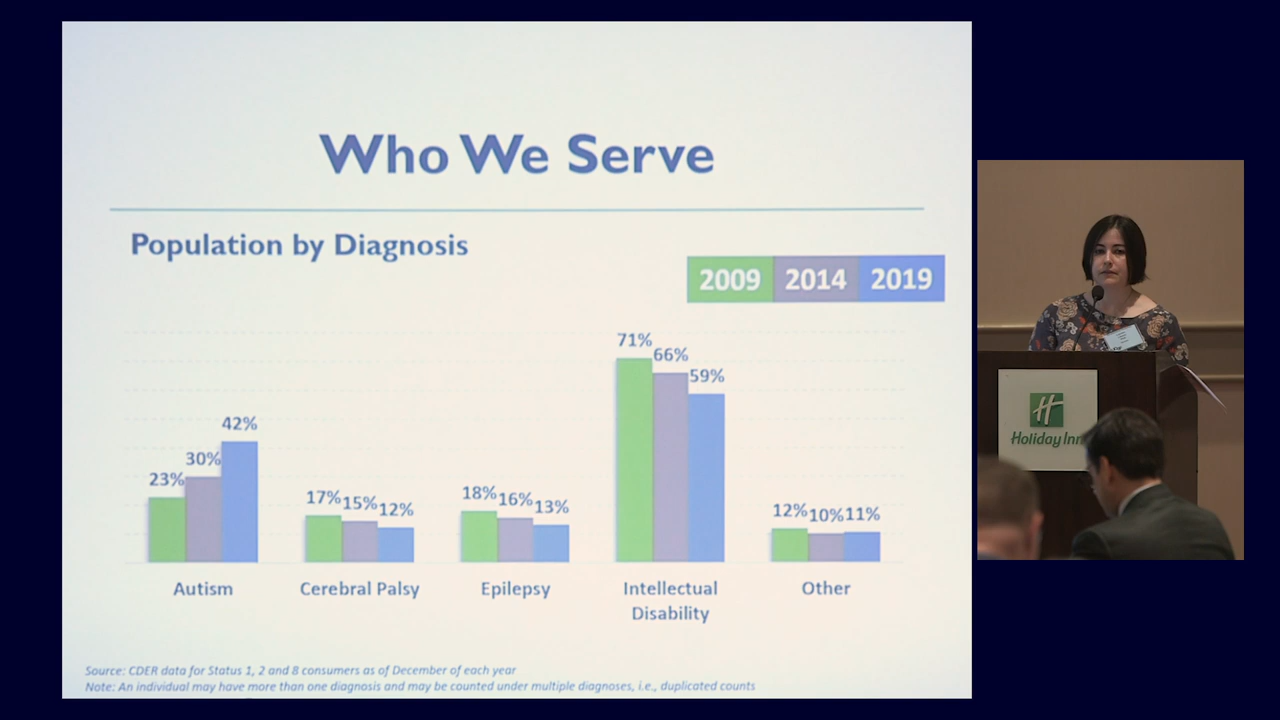 Who We Serve
Population by Diagnosis
2009 2014 2019
71%
66%
59%
42%
30%
23%
17% 15% 12%
18% 16% 13%
12% 10% 11%
Autism
Cerebral Palsy
Epilepsy
Intellectual
Disability
Other
Source: CDER data for Status 1, 2 and 8 consumers as of December of each year
Note: An individual may have more than one diagnosis and may be counted under multiple diagnoses, i.e., duplicated counts
H
Holiday Inn